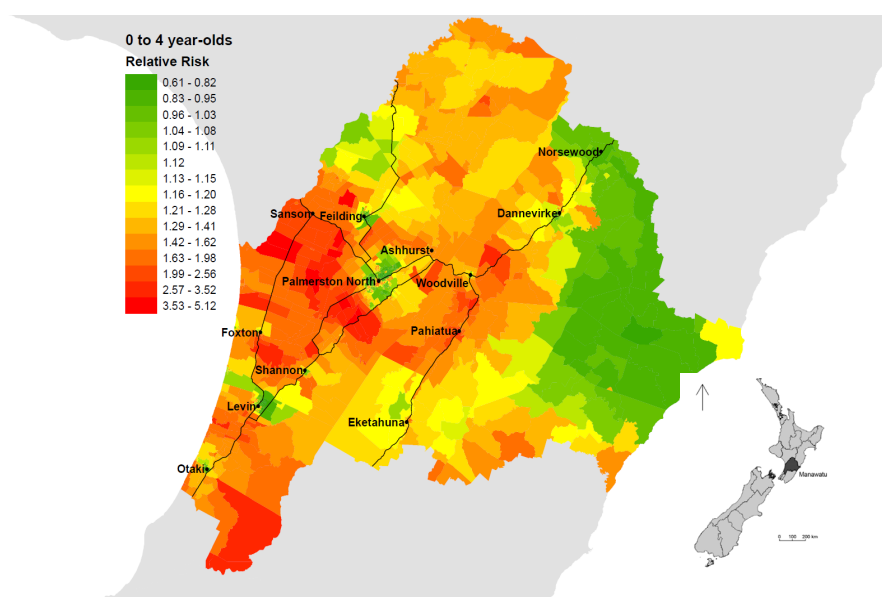 0 to 4 year-olds
Relative Risk
0.61 - 0.82
0.83 - 0.95
0.96 - 1.03
1.04 - 1.08
1.09 - 1.11
1.12
1.13 - 1.15
1.16 - 1.20
1.21 - 1.28
1.29 - 1.41
1.42 - 1.62
1.63 - 1.98
1.99 - 2.56
2.57 - 3.52
3.53 - 5.12
Norsewood
Sanson
Feilding
Dannevirke
Ashhurst
Palmerston North
Woodville
Foxton
Pahiatua
Shannon
Levin
Eketahuna
Otaki
Manawatu
0 100 200 km